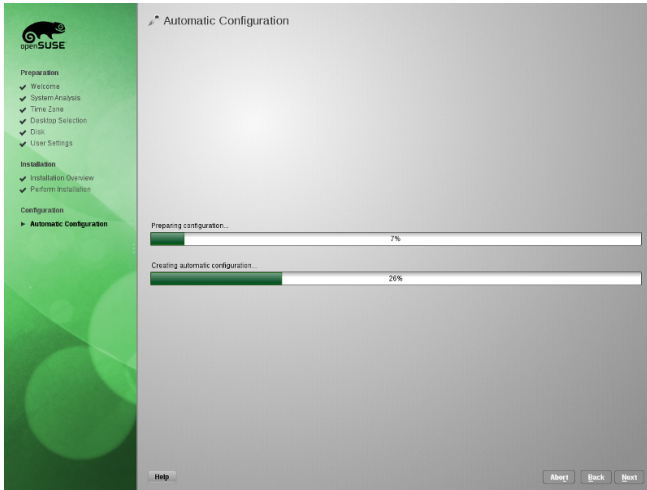 openSUSE
Preparation
Welcome
System Analysis
Time Zone
Desktop Selection
Disk
User Settings
Installation
Installation Overview
Perform Installation
Configuration
Automatic Configuration
Automatic Configuration
Preparing configuration...
7%
Creating automatic configuration...
26%
Help
Abort
Back
Next